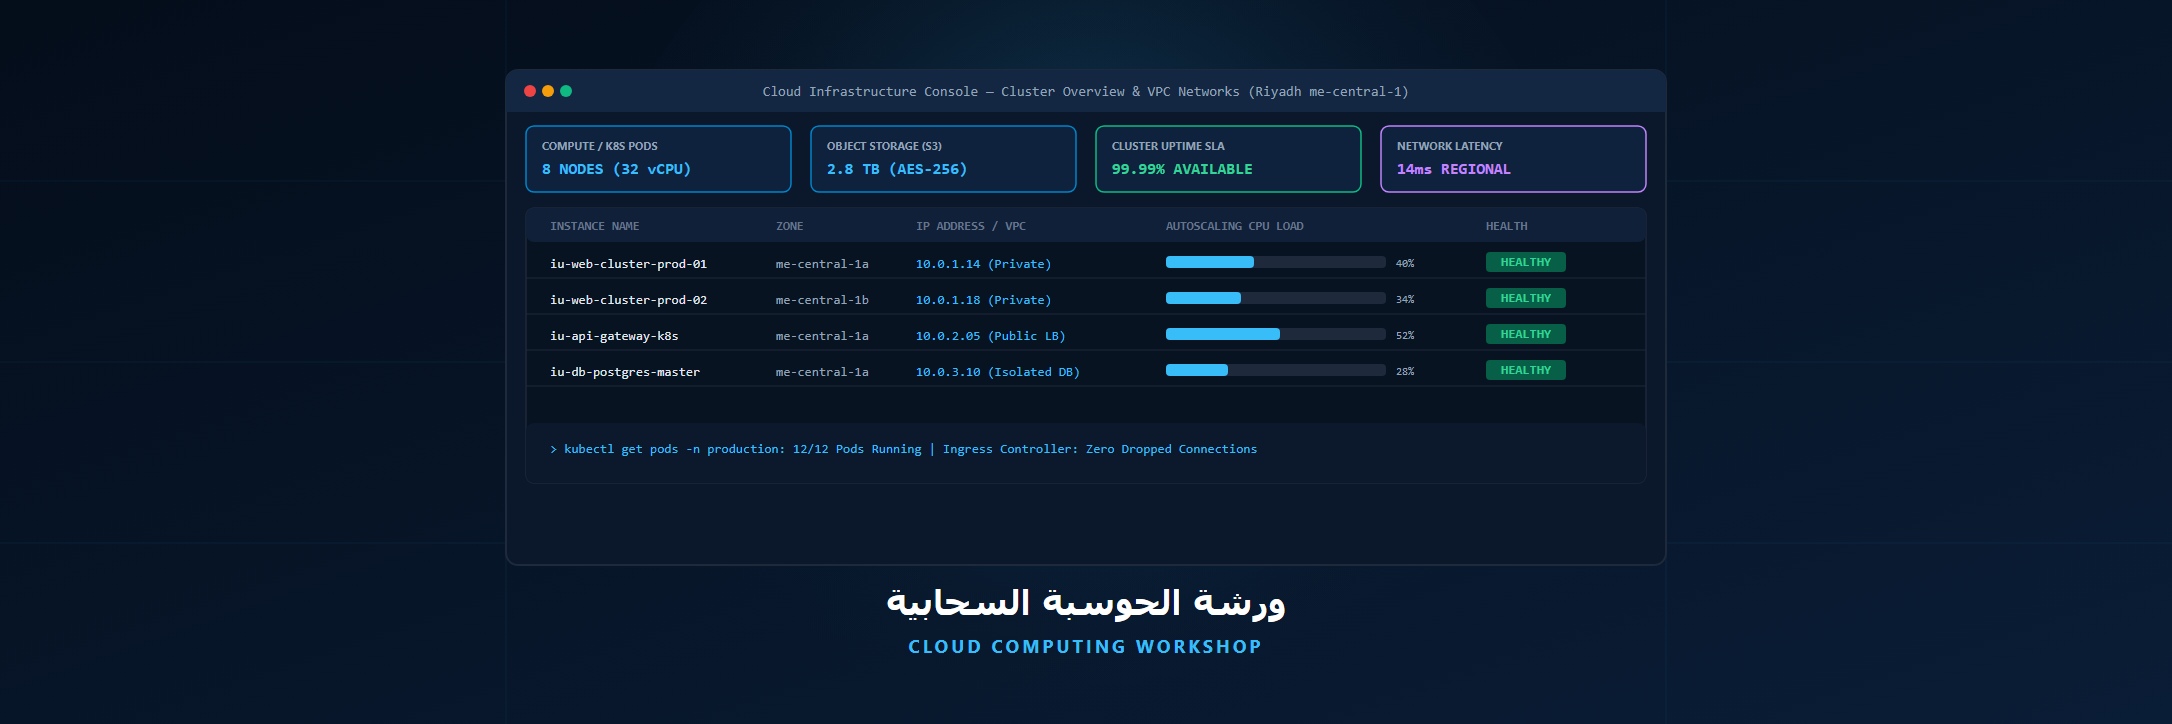 Cloud Infrastructure Console — Cluster Overview & VPC Networks (Riyadh me-central-1)
COMPUTE / K8S PODS
8 NODES (32 vCPU)
OBJECT STORAGE (S3)
2.8 TB (AES-256)
CLUSTER UPTIME SLA
99.99% AVAILABLE
NETWORK LATENCY
14ms REGIONAL
INSTANCE NAME ZONE IP ADDRESS / VPC AUTOSCALING CPU LOAD HEALTH
iu-web-cluster-prod-01 me-central-1a 10.0.1.14 (Private) 40% HEALTHY
iu-web-cluster-prod-02 me-central-1b 10.0.1.18 (Private) 34% HEALTHY
iu-api-gateway-k8s me-central-1a 10.0.2.05 (Public LB) 52% HEALTHY
iu-db-postgres-master me-central-1a 10.0.3.10 (Isolated DB) 28% HEALTHY
> kubectl get pods -n production: 12/12 Pods Running | Ingress Controller: Zero Dropped Connections
ورشة الحوسبة السحابية
CLOUD COMPUTING WORKSHOP